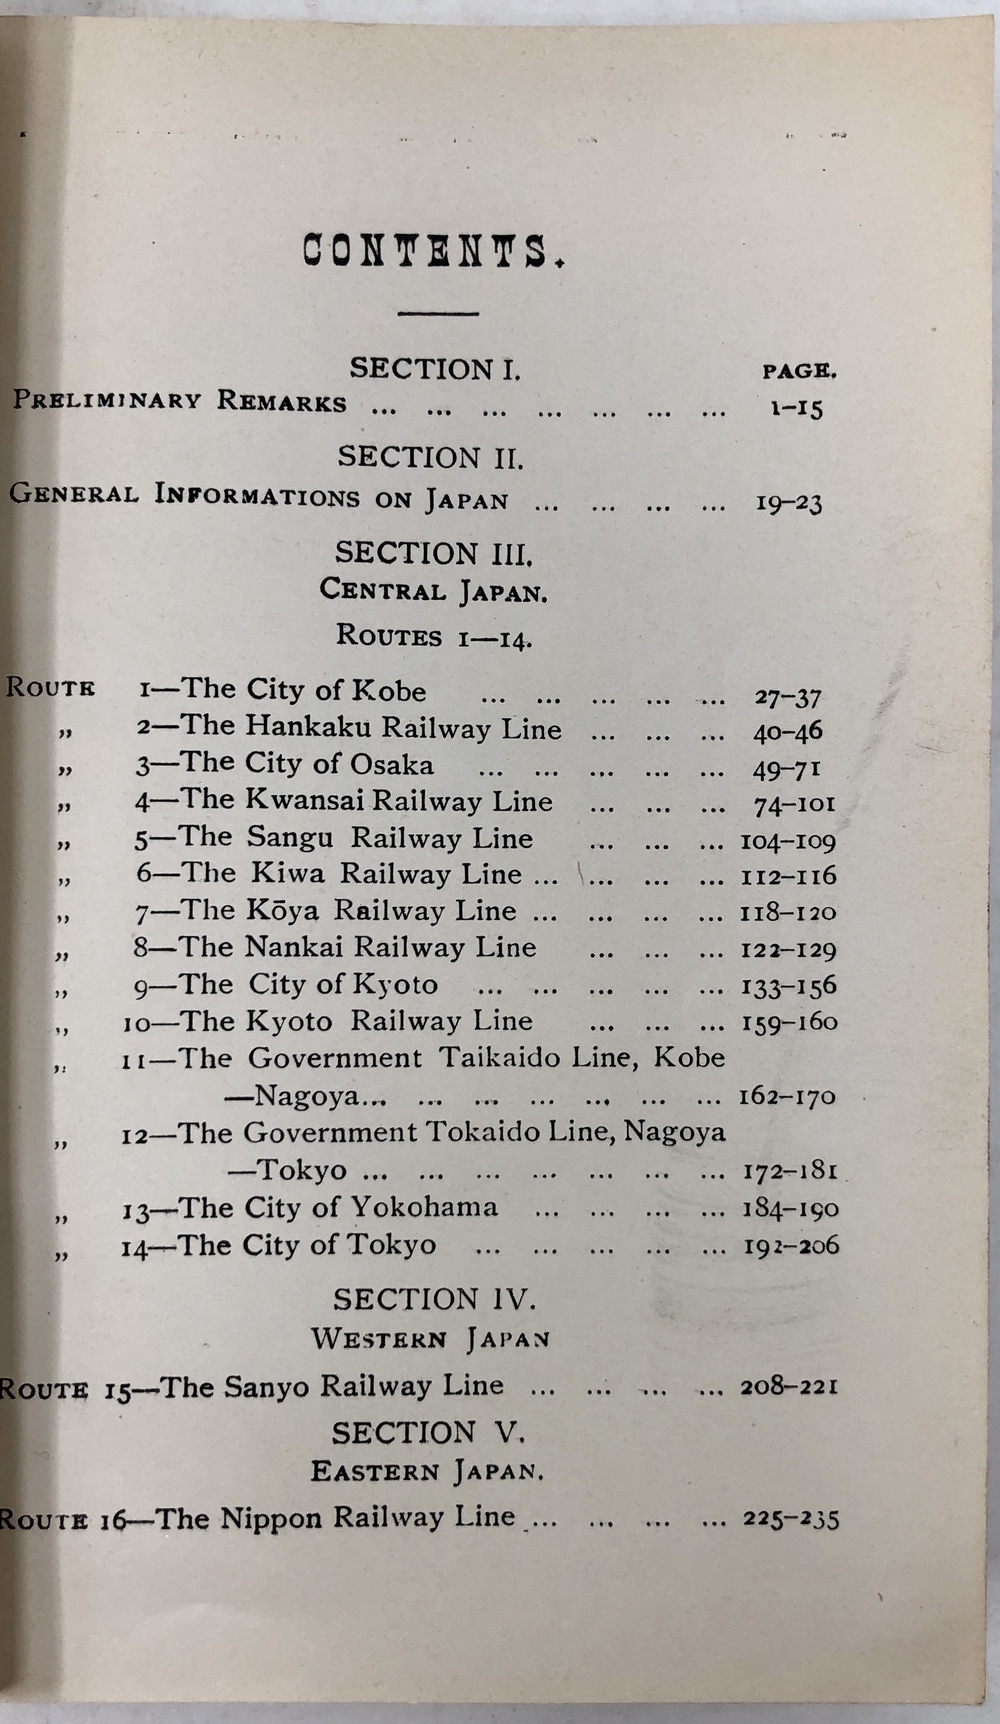 CONTENTS.
SECTION I.
PAGE.
PRELIMINARY REMARKS ... ... ... ... ... ... ... 1–15
SECTION II.
GENERAL INFORMATIONS ON JAPAN ... ... ... ... 19–23
SECTION III.
CENTRAL JAPAN.
ROUTES 1—14.
ROUTE 1—The City of Kobe ... ... ... ... ... 27–37
„ 2—The Hankaku Railway Line ... ... ... 40–46
„ 3—The City of Osaka ... ... ... ... ... 49–71
„ 4—The Kwansai Railway Line ... ... ... 74–101
„ 5—The Sangu Railway Line ... ... ... 104–109
„ 6—The Kiwa Railway Line ... ... ... ... 112–116
„ 7—The Kōya Railway Line ... ... ... ... 118–120
„ 8—The Nankai Railway Line ... ... ... 122–129
„ 9—The City of Kyoto ... ... ... ... ... 133–156
„ 10—The Kyoto Railway Line ... ... ... 159–160
„ 11—The Government Taikaido Line, Kobe
—Nagoya... ... ... ... ... ... ... 162–170
„ 12—The Government Tokaido Line, Nagoya
—Tokyo ... ... ... ... ... ... ... 172–181
„ 13—The City of Yokohama ... ... ... ... 184–190
„ 14—The City of Tokyo ... ... ... ... ... 192–206
SECTION IV.
WESTERN JAPAN
ROUTE 15—The Sanyo Railway Line ... ... ... ... 208–221
SECTION V.
EASTERN JAPAN.
ROUTE 16—The Nippon Railway Line ... ... ... ... 225–235